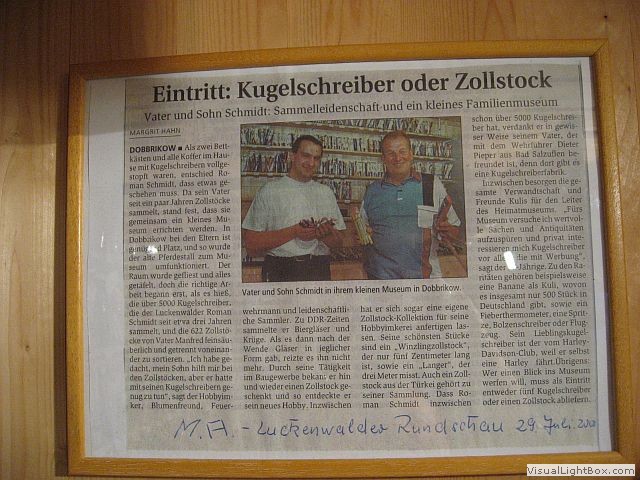 Eintritt: Kugelschreiber oder Zollstock
Vater und Sohn Schmidt: Sammelleidenschaft und ein kleines Familienmuseum
MARGRIT HAHN
DOBBRIKOW ■ Als zwei Bett-
kästen und alle Koffer im Hau-
se mit Kugelschreibern vollge-
stopft waren, entschied Ro-
man Schmidt, dass etwas ge-
schehen muss. Da sein Vater
seit ein paar Jahren Zollstöcke
sammelt, stand fest, dass sie
gemeinsam ein kleines Mu-
seum errichten werden. In
Dobbrikow bei den Eltern ist
genügend Platz, und so wurde
der alte Pferdestall zum Mu-
seum umfunktioniert. Der
Raum wurde gefliest und alles
getäfelt, doch die richtige Ar-
beit begann erst, als es hieß,
die über 5000 Kugelschreiber,
die der Luckenwalder Roman
Schmidt seit etwa drei Jahren
sammelt, und die 622 Zollstö-
cke von Vater Manfred feinsäu-
berlich und getrennt voneinan-
der zu sortieren. „Ich habe ge-
dacht, mein Sohn hilft mir bei
den Zollstöcken, aber er hatte
mit seinen Kugelschreibern ge-
nug zu tun", sagt der Hobbyim-
ker, Blumenfreund, Feuer-
Vater und Sohn Schmidt in ihrem kleinen Museum in Dobbrikow.
wehrmann und leidenschaftli-
che Sammler. Zu DDR-Zeiten
sammelte er Biergläser und
Krüge. Als es dann nach der
Wende Gläser in jeglicher
Form gab, reizte es ihn nicht
mehr. Durch seine Tätigkeit
im Baugewerbe bekam er hin
und wieder einen Zollstock ge-
schenkt und so entdeckte er
sein neues Hobby. Inzwischen
hat er sich sogar eine eigene
Zollstock-Kollektion für seine
Hobbyimkerei anfertigen las-
sen. Seine schönsten Stücke
sind ein „Winzlingzollstock",
der nur fünf Zentimeter lang
ist, sowie ein „Langer", der
drei Meter misst. Auch ein Zoll-
stock aus der Türkei gehört zu
seiner Sammlung. Dass Ro-
man Schmidt inzwischen
schon über 5000 Kugelschrei-
ber hat, verdankt er in gewis-
ser Weise seinem Vater, der
mit dem Wehrführer Dieter
Pieper aus Bad Salzuflen be-
freundet ist, denn dort gibt es
eine Kugelschreiberfabrik.
Inzwischen besorgen die ge-
samte Verwandtschaft und
Freunde Kulis für den Leiter
des Heimatmuseums. „Fürs
Museum versuche ich wertvol-
le Sachen und Antiquitäten
aufzuspüren und privat inte-
ressieren mich Kugelschreiber
vor allem die mit Werbung",
sagt der Jährige. Zu den Ra-
ritäten gehören beispielsweise
eine Banane als Kuli, wovon
es insgesamt nur 500 Stück in
Deutschland gibt, sowie ein
Fieberthermometer, eine Sprit-
ze, Bolzenschreiber oder Flug-
zeug. Sein Lieblingskugel-
schreiber ist der vom Harley-
Davidson-Club, weil er selbst
eine Harley fährt.Übrigens:
Wer einen Blick ins Museum
werfen will, muss als Eintritt
entweder fünf Kugelschreiber
oder einen Zollstock abliefern.
M.A. - Luckenwalder Rundschau 29. Juli
VisualLightBox.com